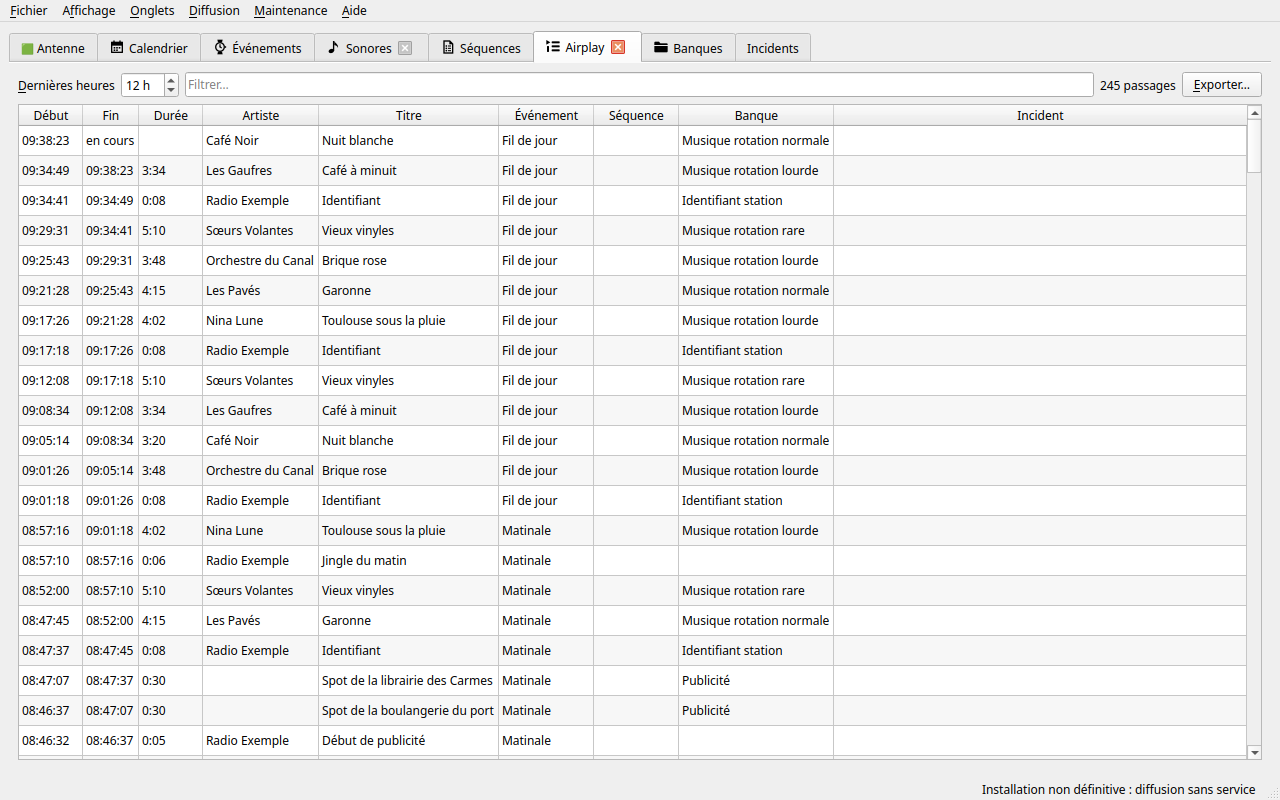 Fichier Affichage Onglets Diffusion Maintenance Aide
Antenne Calendrier Événements Sonores Séquences Airplay Banques Incidents
Dernières heures 12 h Filtrer... 245 passages Exporter...
Début Fin Durée Artiste Titre Événement Séquence Banque Incident
09:38:23 en cours Café Noir Nuit blanche Fil de jour Musique rotation normale
09:34:49 09:38:23 3:34 Les Gaufres Café à minuit Fil de jour Musique rotation lourde
09:34:41 09:34:49 0:08 Radio Exemple Identifiant Fil de jour Identifiant station
09:29:31 09:34:41 5:10 Sœurs Volantes Vieux vinyles Fil de jour Musique rotation rare
09:25:43 09:29:31 3:48 Orchestre du Canal Brique rose Fil de jour Musique rotation lourde
09:21:28 09:25:43 4:15 Les Pavés Garonne Fil de jour Musique rotation normale
09:17:26 09:21:28 4:02 Nina Lune Toulouse sous la pluie Fil de jour Musique rotation lourde
09:17:18 09:17:26 0:08 Radio Exemple Identifiant Fil de jour Identifiant station
09:12:08 09:17:18 5:10 Sœurs Volantes Vieux vinyles Fil de jour Musique rotation rare
09:08:34 09:12:08 3:34 Les Gaufres Café à minuit Fil de jour Musique rotation lourde
09:05:14 09:08:34 3:20 Café Noir Nuit blanche Fil de jour Musique rotation normale
09:01:26 09:05:14 3:48 Orchestre du Canal Brique rose Fil de jour Musique rotation lourde
09:01:18 09:01:26 0:08 Radio Exemple Identifiant Fil de jour Identifiant station
08:57:16 09:01:18 4:02 Nina Lune Toulouse sous la pluie Matinale Musique rotation lourde
08:57:10 08:57:16 0:06 Radio Exemple Jingle du matin Matinale
08:52:00 08:57:10 5:10 Sœurs Volantes Vieux vinyles Matinale Musique rotation rare
08:47:45 08:52:00 4:15 Les Pavés Garonne Matinale Musique rotation normale
08:47:37 08:47:45 0:08 Radio Exemple Identifiant Matinale Identifiant station
08:47:07 08:47:37 0:30 Spot de la librairie des Carmes Matinale Publicité
08:46:37 08:47:07 0:30 Spot de la boulangerie du port Matinale Publicité
08:46:32 08:46:37 0:05 Radio Exemple Début de publicité Matinale
Installation non définitive : diffusion sans service